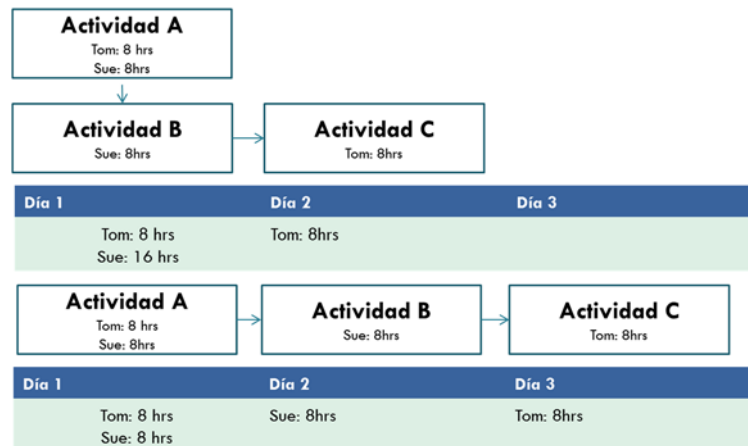 Actividad A
Tom: 8 hrs
Sue: 8hrs
Actividad B
Sue: 8hrs
Actividad C
Tom: 8hrs
Día 1 Día 2 Día 3
Tom: 8 hrs Tom: 8hrs
Sue: 16 hrs
Actividad A
Tom: 8 hrs
Sue: 8hrs
Actividad B
Sue: 8hrs
Actividad C
Tom: 8hrs
Día 1 Día 2 Día 3
Tom: 8 hrs Sue: 8hrs Tom: 8hrs
Sue: 8 hrs